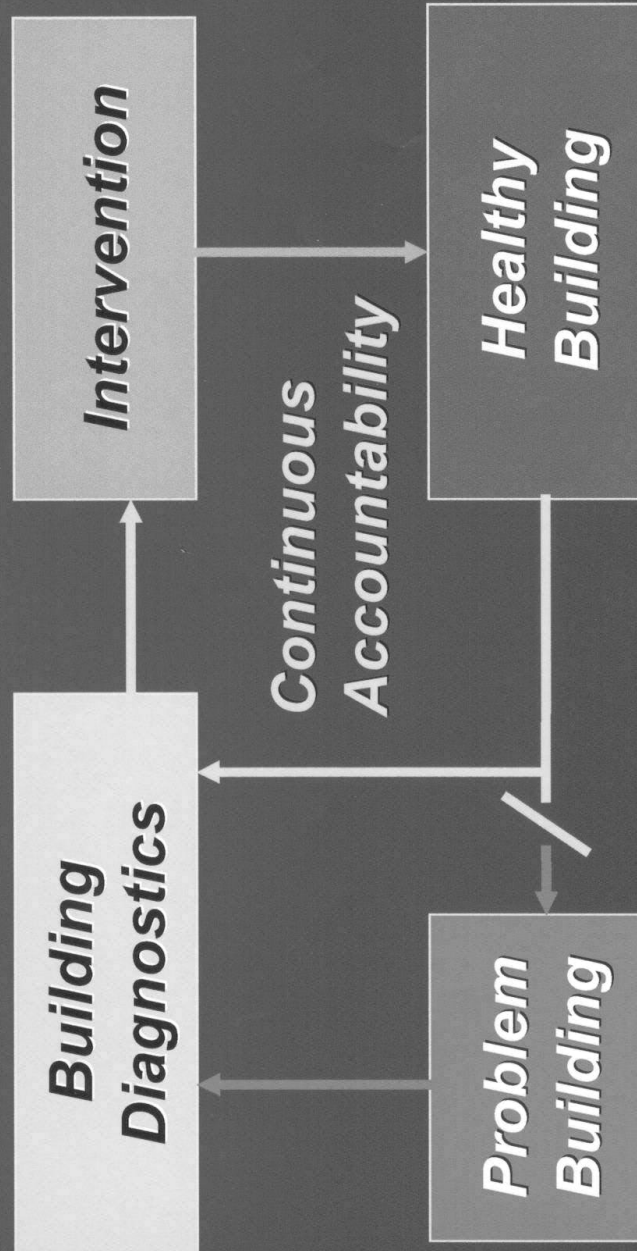 Building
Diagnostics
Intervention
Continuous
Accountability
Problem
Building
Healthy
Building